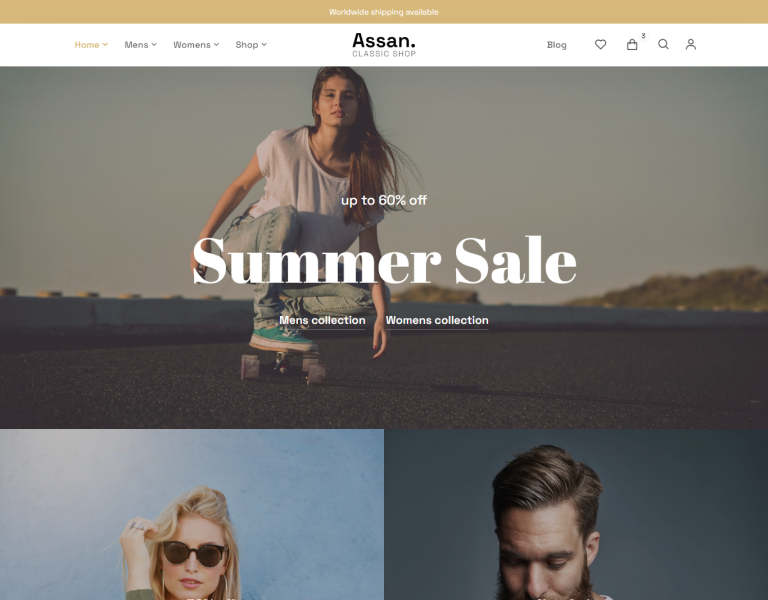 Worldwide shipping available
Home Mens Womens Shop
Assan.
CLASSIC SHOP
Blog
3
up to 60% off
Summer Sale
Mens collection Womens collection